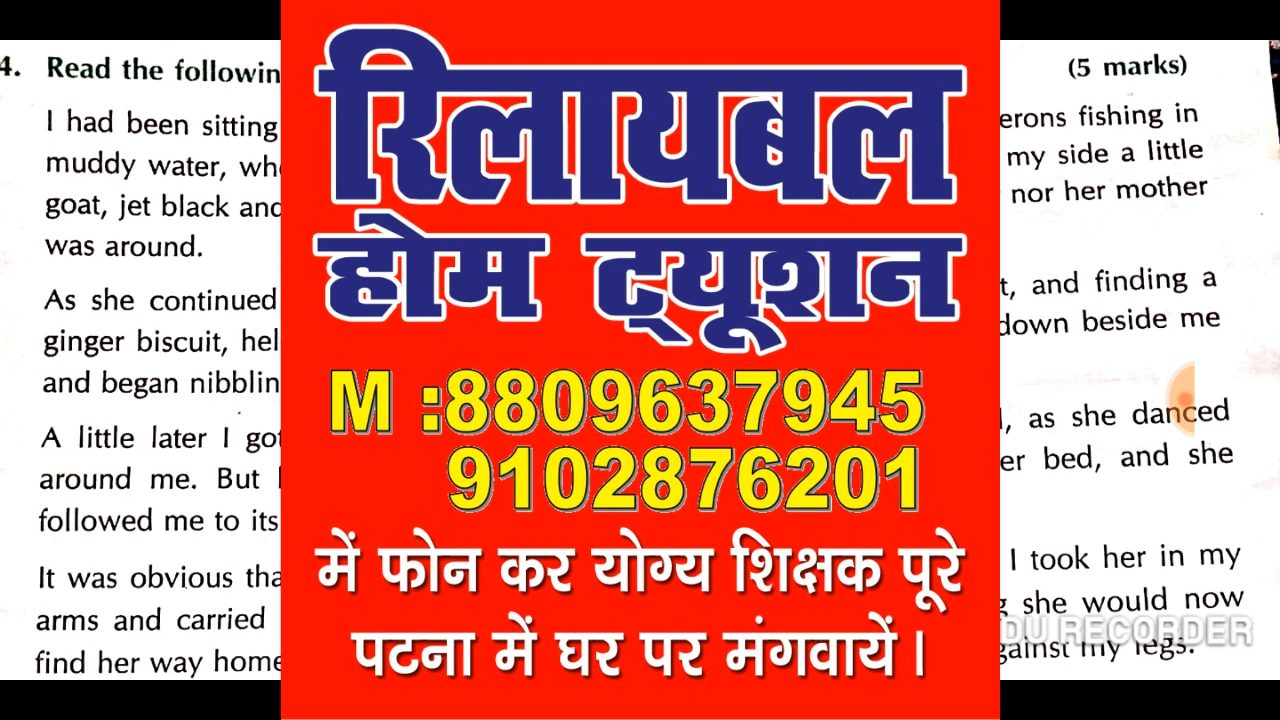 4. Read the followin
I had been sitting
muddy water, wh
goat, jet black and
was around.
As she continued
ginger biscuit, hel
and began nibblin
A little later I got
around me. But
followed me to its
It was obvious tha
arms and carried
find her way home
रिलायबल
होम ट्यूशन
M :8809637945
9102876201
में फोन कर योग्य शिक्षक पूरे
पटना में घर पर मंगवायें।
(5 marks)
erons fishing in
my side a little
nor her mother
t, and finding a
down beside me
, as she danced
er bed, and she
I took her in my
g she would now
gainst my legs.
DU RECORDER